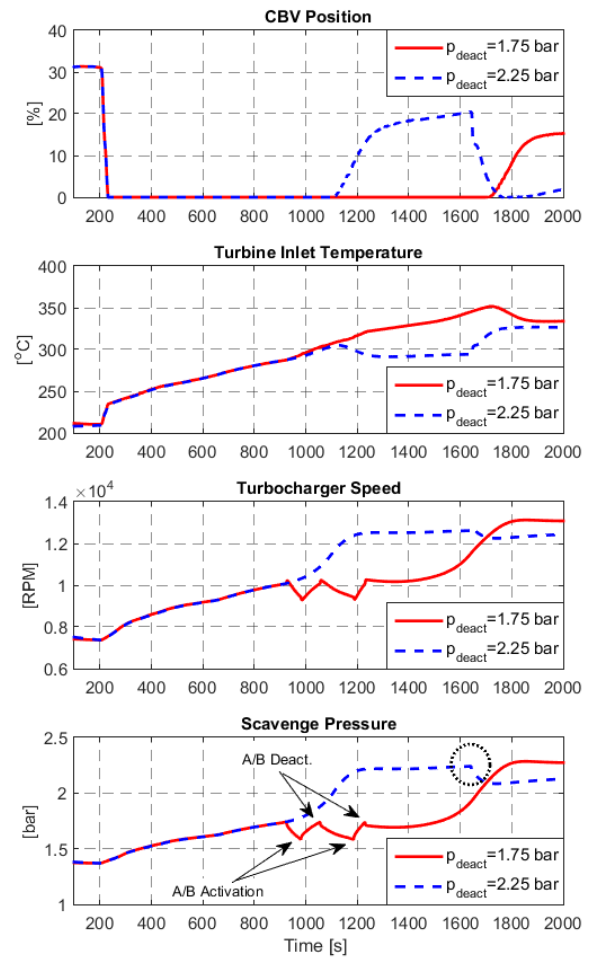 CBV Position
40
30
20
10
0
[%]
p_deact=1.75 bar
p_deact=2.25 bar
200 400 600 800 1000 1200 1400 1600 1800 2000
Turbine Inlet Temperature
400
350
300
250
200
[°C]
p_deact=1.75 bar
p_deact=2.25 bar
200 400 600 800 1000 1200 1400 1600 1800 2000
Turbocharger Speed
×10⁴
1.4
1.2
1
0.8
0.6
[RPM]
p_deact=1.75 bar
p_deact=2.25 bar
200 400 600 800 1000 1200 1400 1600 1800 2000
Scavenge Pressure
2.5
2
1.5
1
[bar]
A/B Deact.
A/B Activation
p_deact=1.75 bar
p_deact=2.25 bar
200 400 600 800 1000 1200 1400 1600 1800 2000
Time [s]